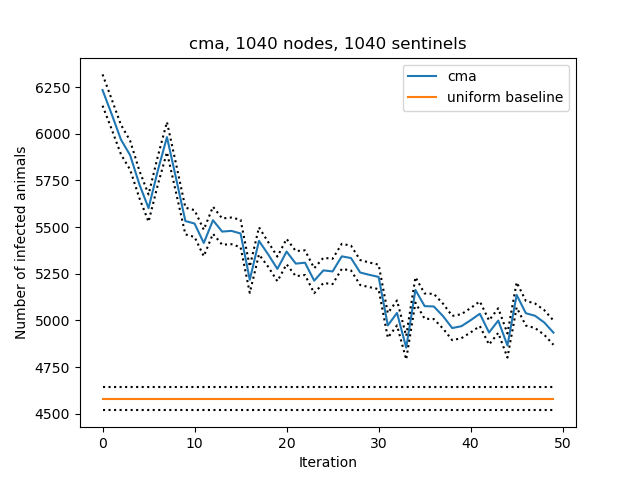 cma, 1040 nodes, 1040 sentinels
cma
uniform baseline
Number of infected animals
6250
6000
5750
5500
5250
5000
4750
4500
0 10 20 30 40 50
Iteration